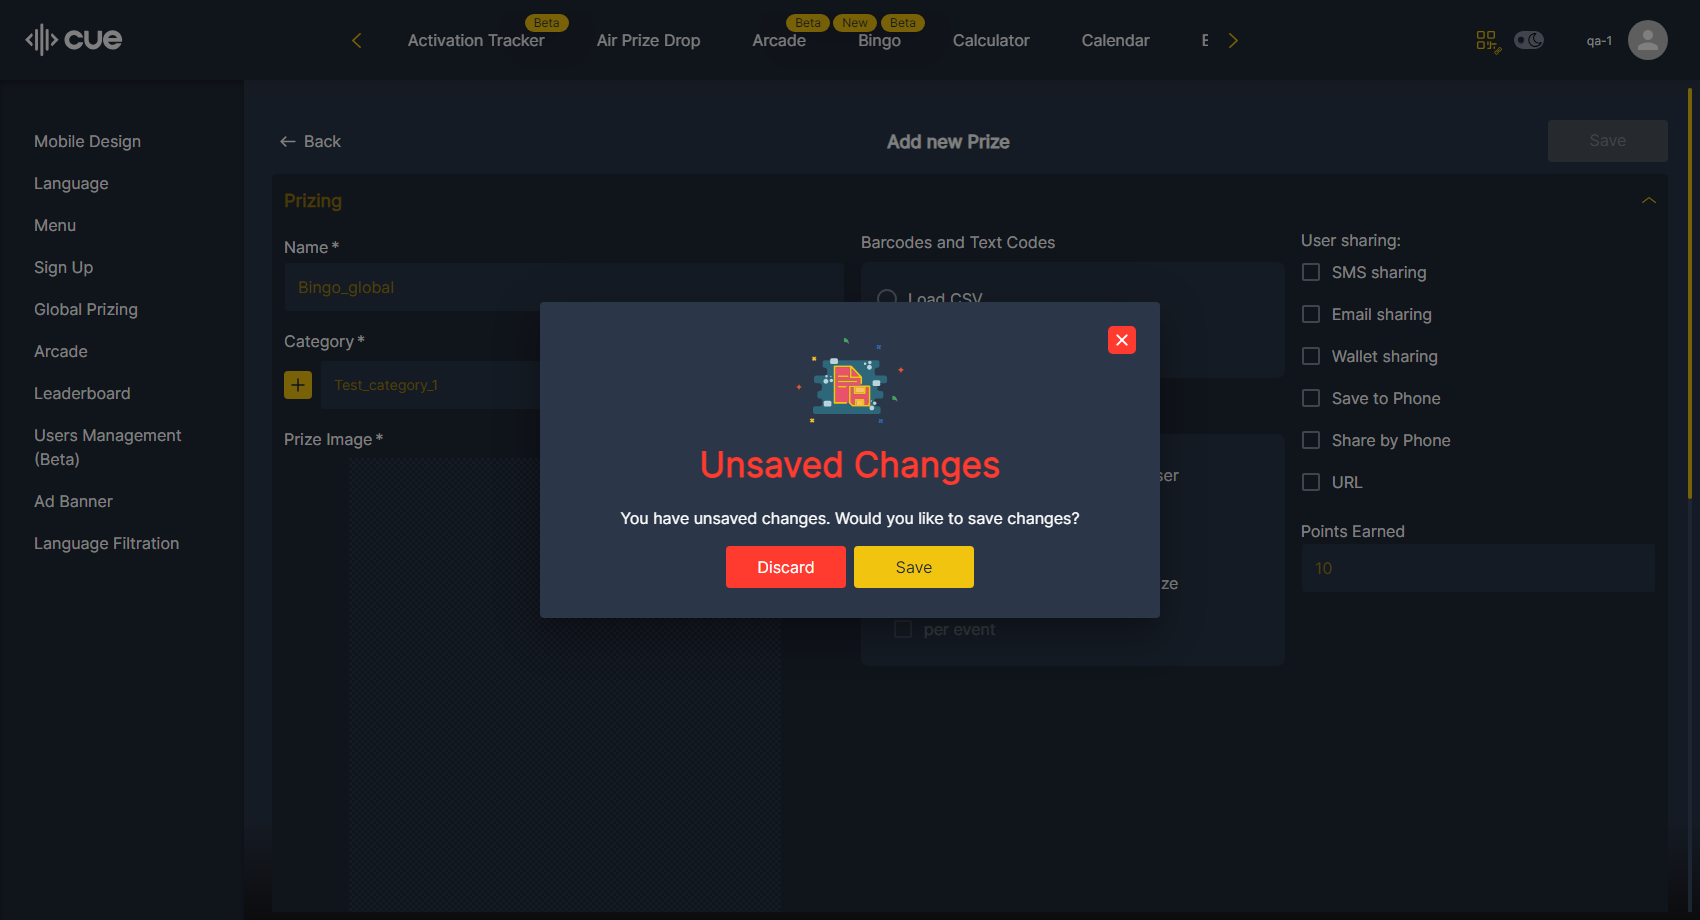 cue
Beta
Beta
New
Beta
Activation Tracker
Air Prize Drop
Arcade
Bingo
Calculator
Calendar
qa-1
Mobile Design
Language
Menu
Sign Up
Global Prizing
Arcade
Leaderboard
Users Management
(Beta)
Ad Banner
Language Filtration
Back
Add new Prize
Save
Prizing
Name *
Bingo_global
Category *
Test_category_1
Prize Image *
Barcodes and Text Codes
Load CSV
per event
User sharing:
SMS sharing
Email sharing
Wallet sharing
Save to Phone
Share by Phone
URL
Points Earned
10
Unsaved Changes
You have unsaved changes. Would you like to save changes?
Discard
Save